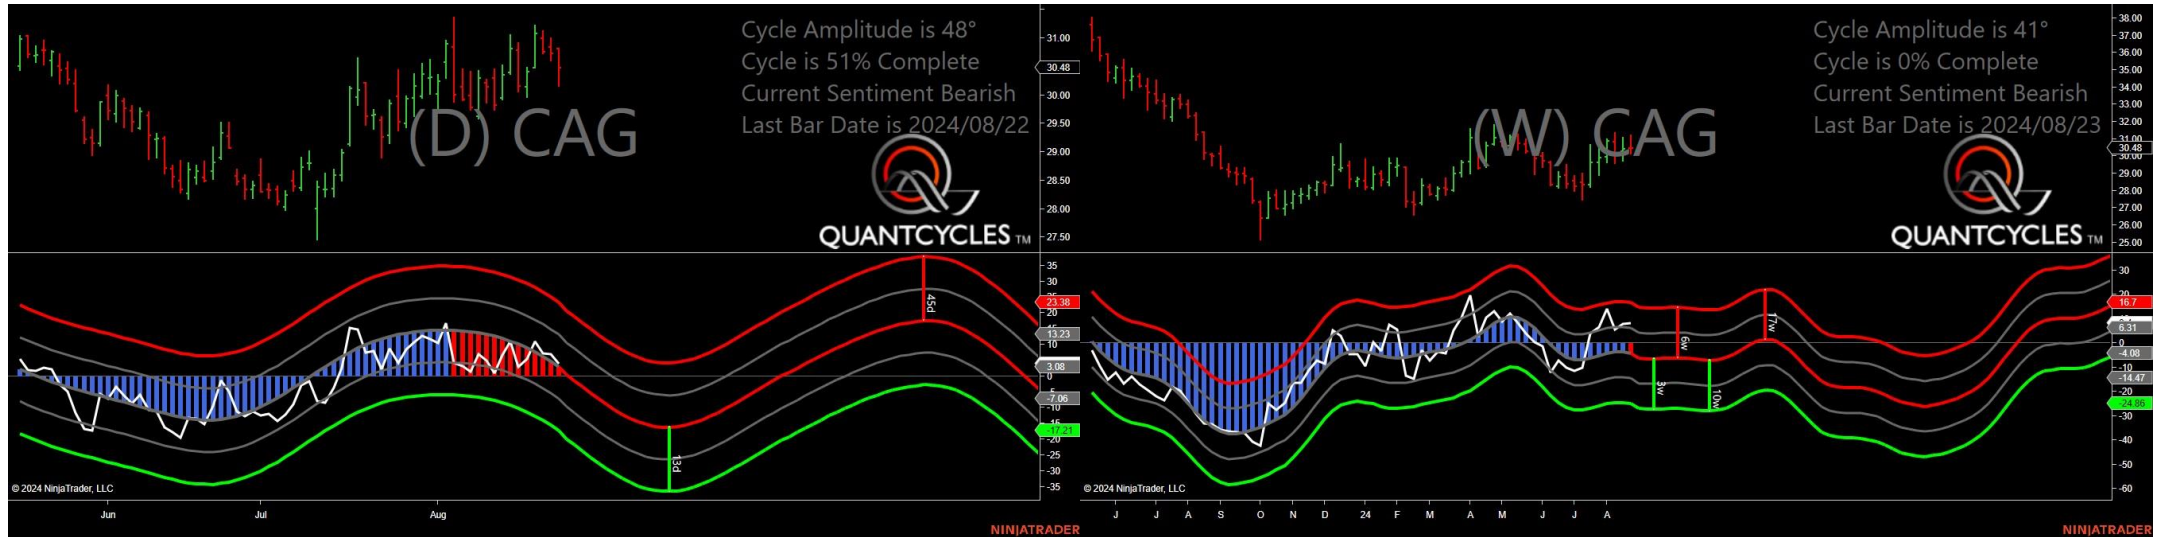 Cycle Amplitude is 48°
Cycle is 51% Complete
Current Sentiment Bearish
Last Bar Date is 2024/08/22
(D) CAG
QUANTCYCLES TM
31.00
30.48
30.00
29.50
29.00
28.50
28.00
27.50
35
30
23.38
20
13.23
10
3.08
0
-7.06
-10
-17.21
-20
-25
-30
-35
45d
13d
© 2024 NinjaTrader, LLC
Jun Jul Aug
NINJATRADER
Cycle Amplitude is 41°
Cycle is 0% Complete
Current Sentiment Bearish
Last Bar Date is 2024/08/23
(W) CAG
QUANTCYCLES TM
38.00
37.00
36.00
35.00
34.00
33.00
32.00
31.00
30.48
30.00
29.00
28.00
27.00
26.00
25.00
30
20
16.7
6.31
0
-4.08
-10
-14.47
-20
-24.86
-30
-40
-50
-60
6w
17w
3w
10w
© 2024 NinjaTrader, LLC
J J A S O N D 24 F M A M J J A
NINJATRADER